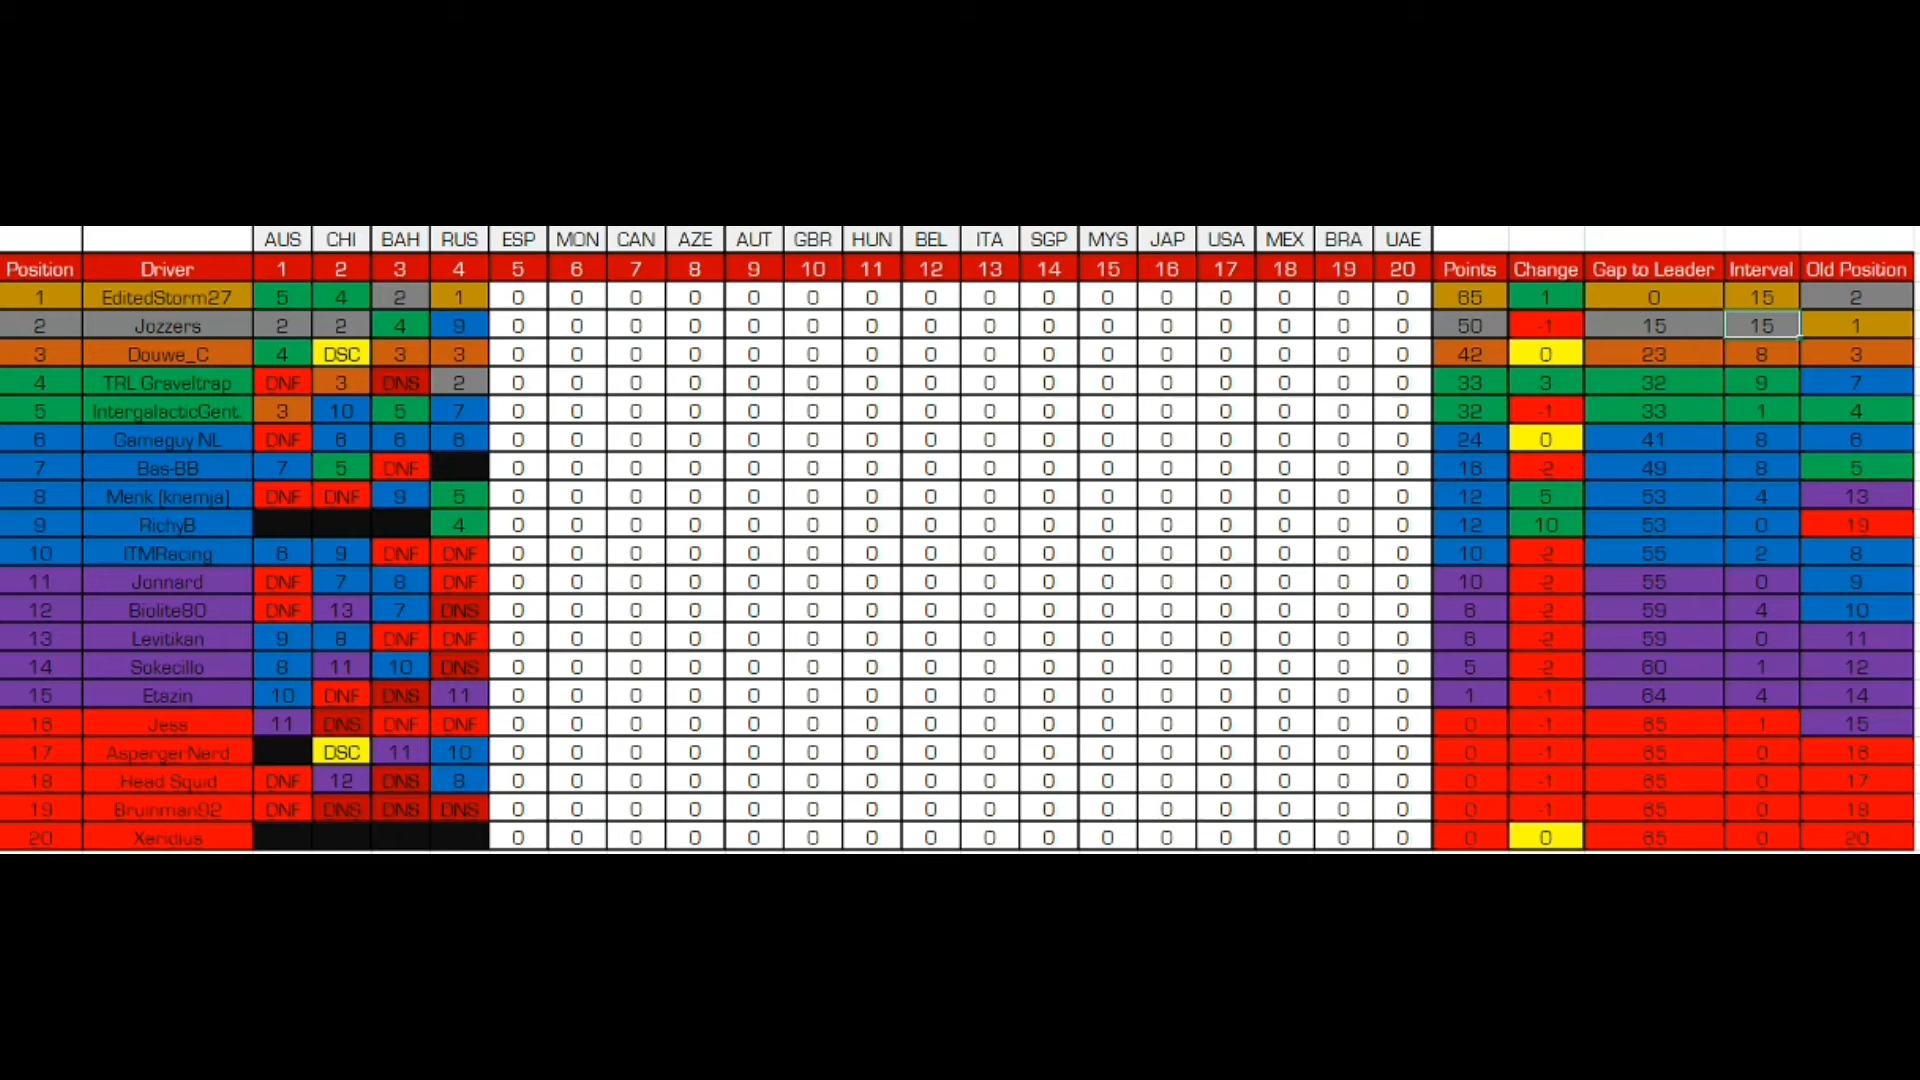 AUS CHI BAH RUS ESP MON CAN AZE AUT GBR HUN BEL ITA SGP MYS JAP USA MEX BRA UAE
Position Driver 1 2 3 4 5 6 7 8 9 10 11 12 13 14 15 16 17 18 19 20 Points Change Gap to Leader Interval Old Position
1 EditedStorm27 5 4 2 1 0 0 0 0 0 0 0 0 0 0 0 0 0 0 0 0 65 1 0 15 2
2 Jozzers 2 2 4 9 0 0 0 0 0 0 0 0 0 0 0 0 0 0 0 0 50 -1 15 15 1
3 Douwe_C 4 DSC 3 3 0 0 0 0 0 0 0 0 0 0 0 0 0 0 0 0 42 0 23 8 3
4 TRL Graveltrap DNF 3 DNS 2 0 0 0 0 0 0 0 0 0 0 0 0 0 0 0 0 33 3 32 9 7
5 IntergalacticGent. 3 10 5 7 0 0 0 0 0 0 0 0 0 0 0 0 0 0 0 0 32 -1 33 1 4
6 Gameguy NL DNF 6 6 6 0 0 0 0 0 0 0 0 0 0 0 0 0 0 0 0 24 0 41 8 6
7 Bas-BB 7 5 DNF 0 0 0 0 0 0 0 0 0 0 0 0 0 0 0 0 16 -2 49 8 5
8 Menk [knemja] DNF DNF 9 5 0 0 0 0 0 0 0 0 0 0 0 0 0 0 0 0 12 5 53 4 13
9 RichyB 4 0 0 0 0 0 0 0 0 0 0 0 0 0 0 0 0 12 10 53 0 19
10 ITMRacing 6 9 DNF DNF 0 0 0 0 0 0 0 0 0 0 0 0 0 0 0 0 10 -2 55 2 8
11 Jonnard DNF 7 8 DNF 0 0 0 0 0 0 0 0 0 0 0 0 0 0 0 0 10 -2 55 0 9
12 Biolite80 DNF 13 7 DNS 0 0 0 0 0 0 0 0 0 0 0 0 0 0 0 0 6 -2 59 4 10
13 Levitikan 9 8 DNF DNF 0 0 0 0 0 0 0 0 0 0 0 0 0 0 0 0 6 -2 59 0 11
14 Sokecillo 8 11 10 DNS 0 0 0 0 0 0 0 0 0 0 0 0 0 0 0 0 5 -2 60 1 12
15 Etazin 10 DNF DNS 11 0 0 0 0 0 0 0 0 0 0 0 0 0 0 0 0 1 -1 64 4 14
16 Jess 11 DNS DNF DNF 0 0 0 0 0 0 0 0 0 0 0 0 0 0 0 0 0 -1 65 1 15
17 AspergerNerd DSC 11 10 0 0 0 0 0 0 0 0 0 0 0 0 0 0 0 0 0 -1 65 0 16
18 Head Squid DNF 12 DNS 8 0 0 0 0 0 0 0 0 0 0 0 0 0 0 0 0 0 -1 65 0 17
19 Bruinman92 DNF DNS DNS DNS 0 0 0 0 0 0 0 0 0 0 0 0 0 0 0 0 0 -1 65 0 18
20 Xeridius 0 0 0 0 0 0 0 0 0 0 0 0 0 0 0 0 0 0 65 0 20